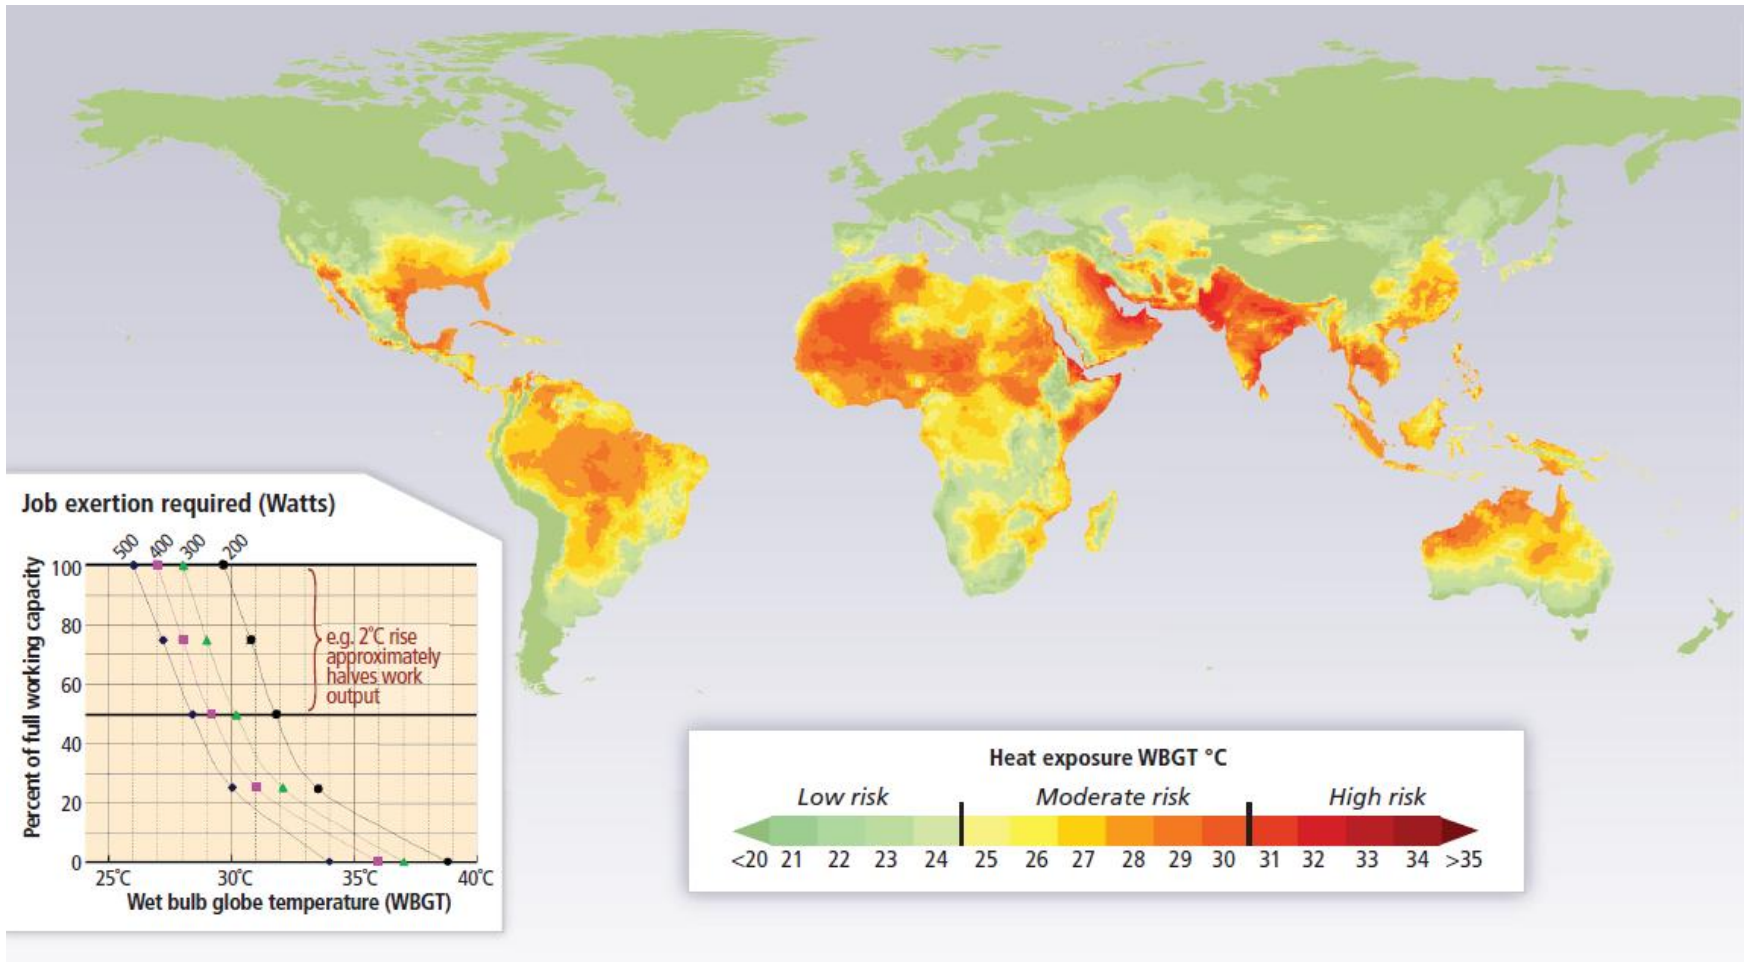 Job exertion required (Watts)
500 400 300 200
Percent of full working capacity
100
80
60
40
20
0
e.g. 2°C rise
approximately
halves work
output
25°C 30°C 35°C 40°C
Wet bulb globe temperature (WBGT)
Heat exposure WBGT °C
Low risk Moderate risk High risk
<20 21 22 23 24 25 26 27 28 29 30 31 32 33 34 >35